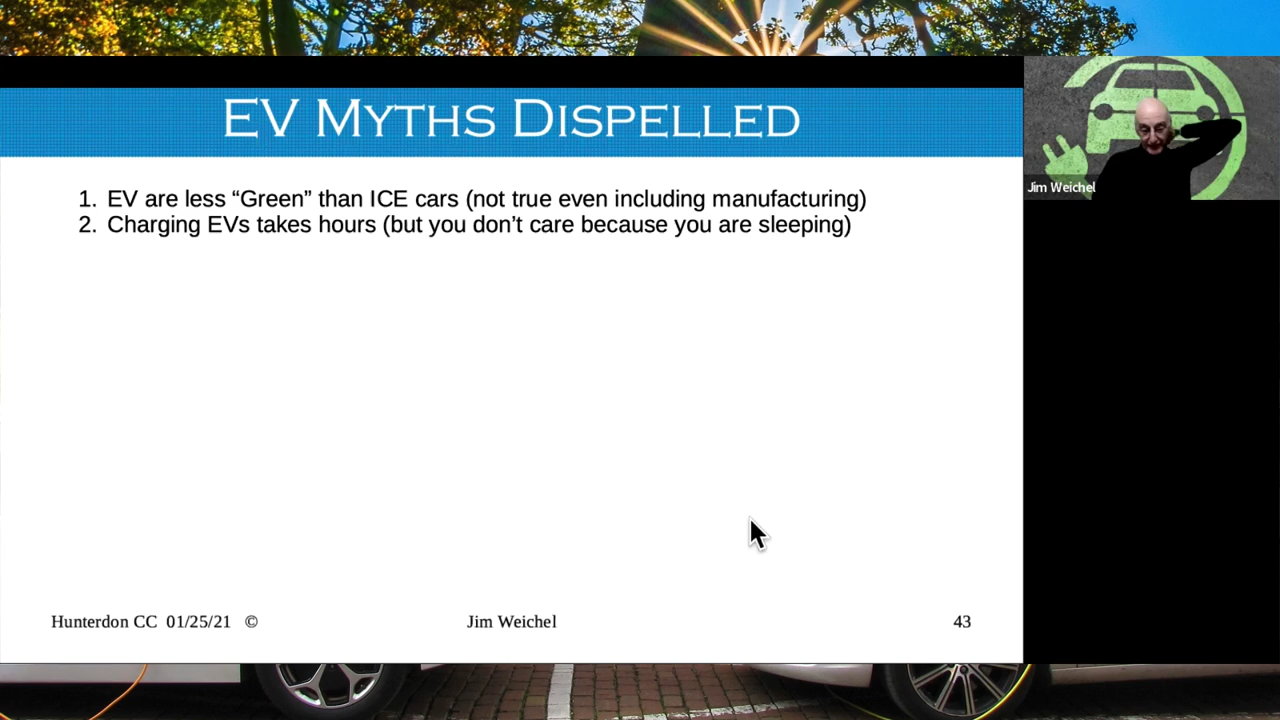 EV MYTHS DISPELLED
1. EV are less “Green” than ICE cars (not true even including manufacturing)
2. Charging EVs takes hours (but you don’t care because you are sleeping)
Jim Weichel
Hunterdon CC 01/25/21 © Jim Weichel 43